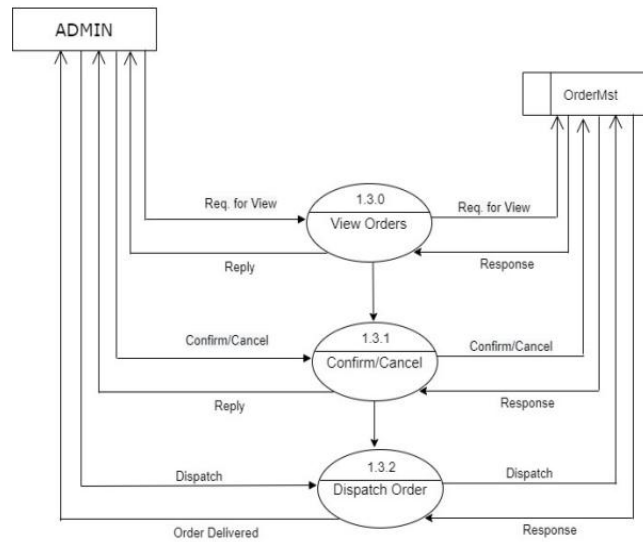 ADMIN
OrderMst
1.3.0
Req. for View
Req. for View
View Orders
Reply
Response
1.3.1
Confirm/Cancel
Confirm/Cancel
Confirm/Cancel
Reply
Response
1.3.2
Dispatch
Dispatch
Dispatch Order
Order Delivered
Response